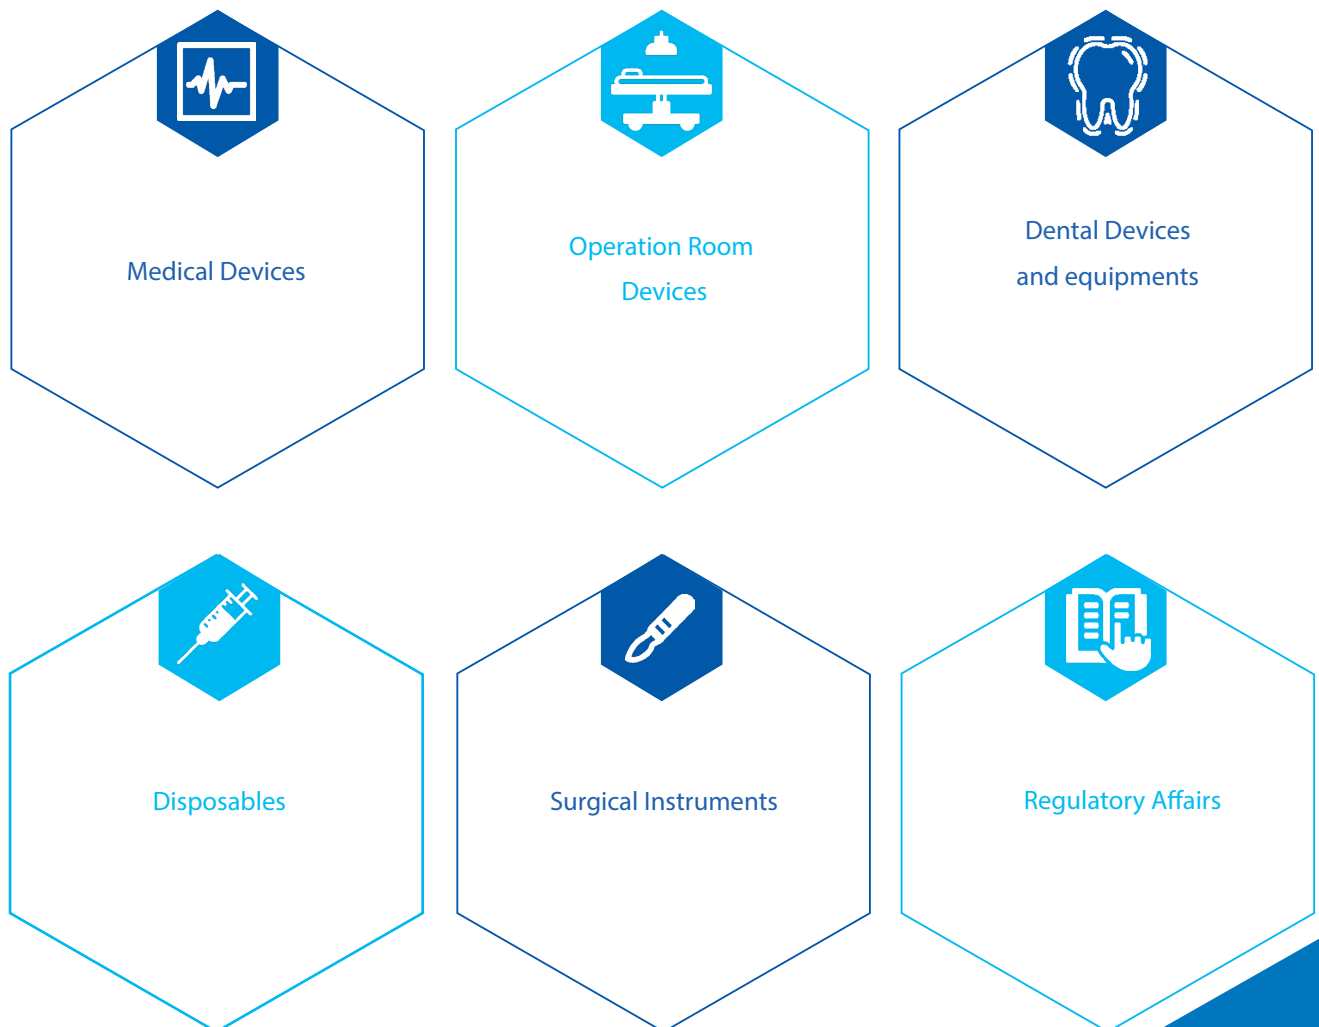 Medical Devices
Operation Room
Devices
Dental Devices
and equipments
Disposables
Surgical Instruments
Regulatory Affairs